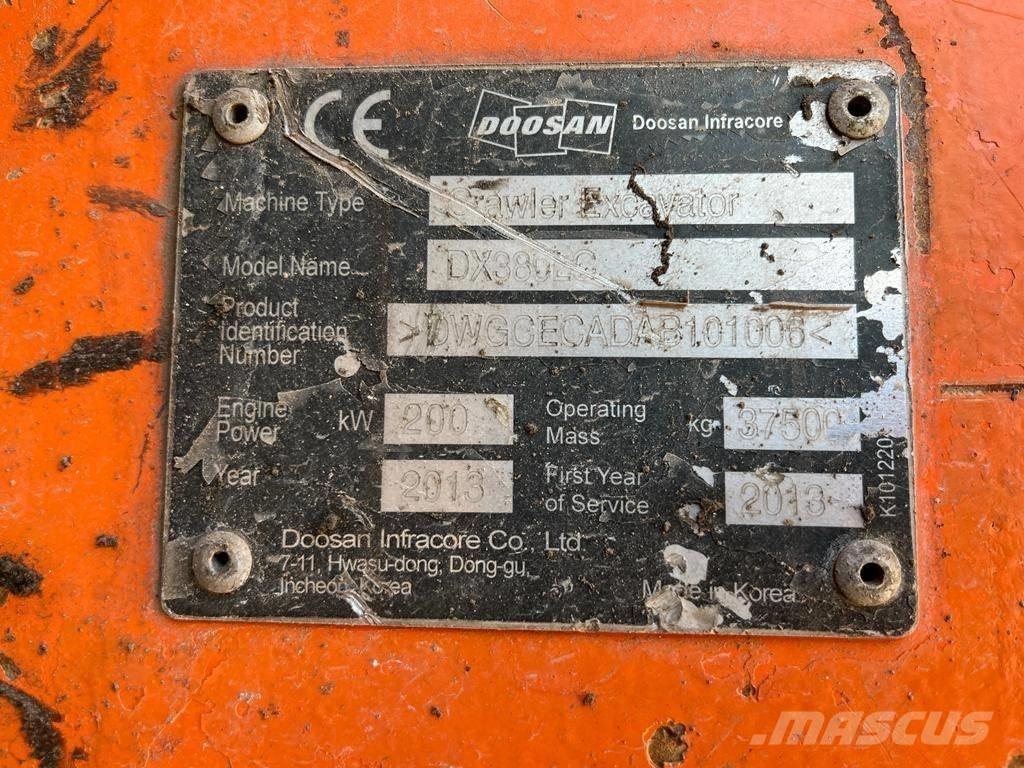 CE DOOSAN Doosan Infracore
Machine Type Crawler Excavator
Model Name DX380LC
Product
Identification
Number >DWGCECADAB101006<
Engine
Power kW 200
Operating
Mass kg 37500
Year 2013
First Year
of Service 2013
K101220
Doosan Infracore Co., Ltd.
7-11, Hwasu-dong, Dong-gu,
Incheon, Korea
Made in Korea
MASCUS